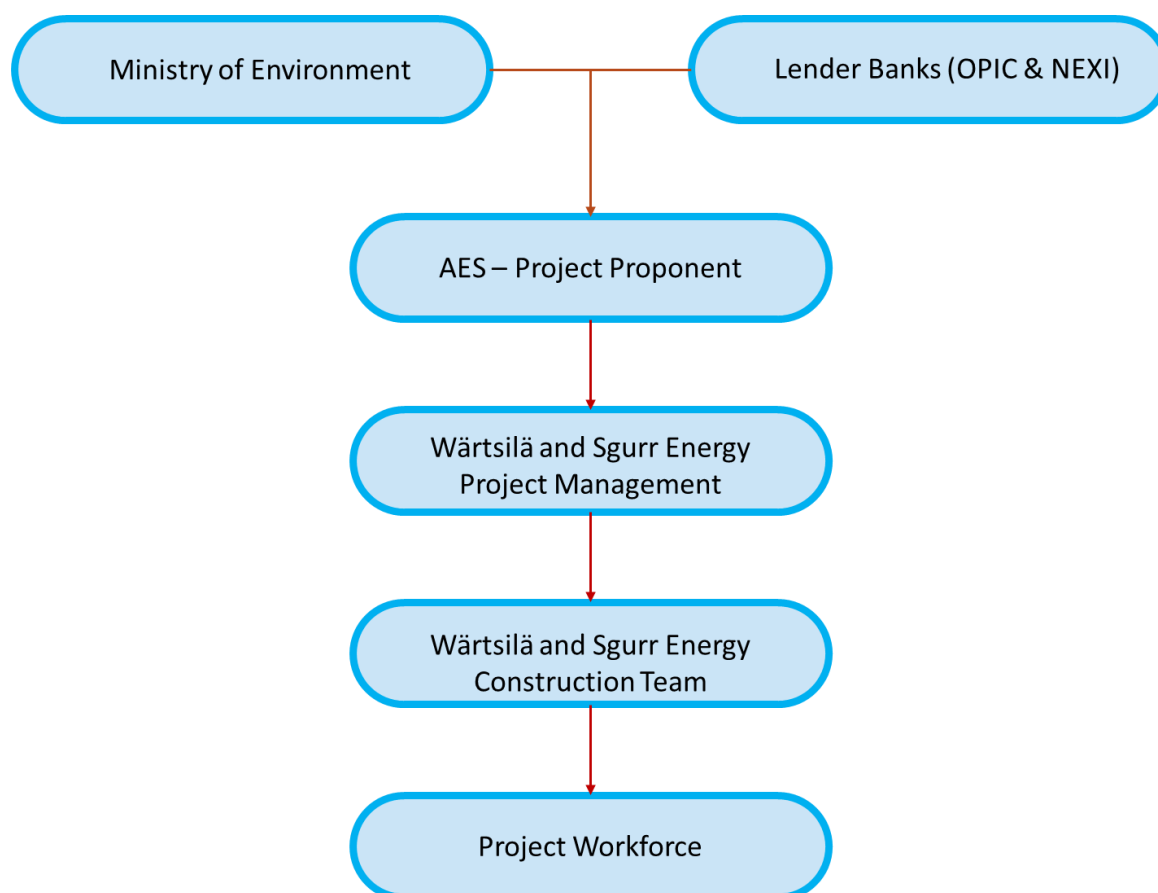 Ministry of Environment
Lender Banks (OPIC & NEXI)
AES – Project Proponent
Wärtsilä and Sgurr Energy
Project Management
Wärtsilä and Sgurr Energy
Construction Team
Project Workforce